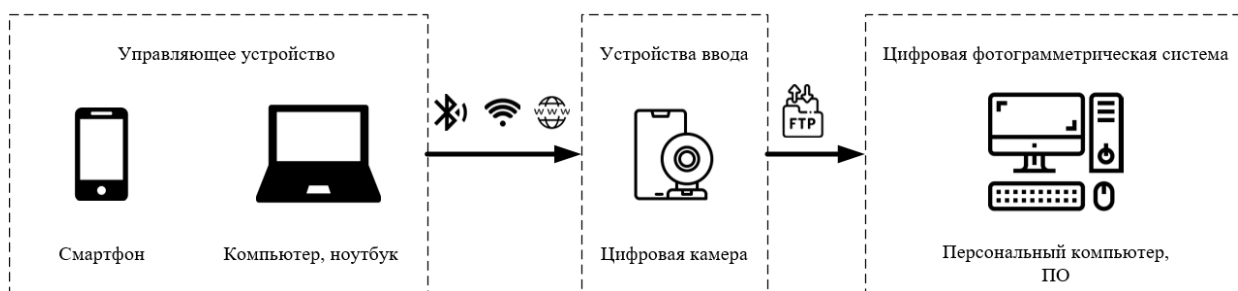 Управляющее устройство
Смартфон
Компьютер, ноутбук
Устройства ввода
Цифровая камера
FTP
Цифровая фотограмметрическая система
Персональный компьютер,
ПО